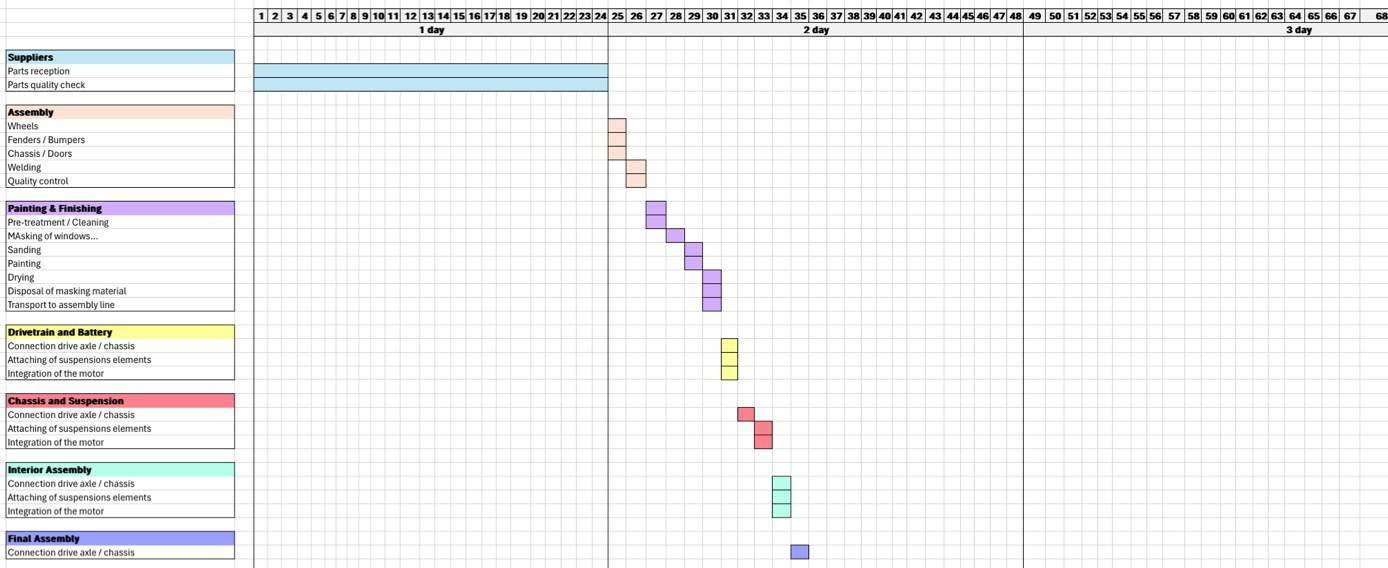 1 2 3 4 5 6 7 8 9 10 11 12 13 14 15 16 17 18 19 20 21 22 23 24 25 26 27 28 29 30 31 32 33 34 35 36 37 38 39 40 41 42 43 44 45 46 47 48 49 50 51 52 53 54 55 56 57 58 59 60 61 62 63 64 65 66 67 68
1 day 2 day 3 day
Suppliers
Parts reception
Parts quality check
Assembly
Wheels
Fenders / Bumpers
Chassis / Doors
Welding
Quality control
Painting & Finishing
Pre-treatment / Cleaning
MAsking of windows...
Sanding
Painting
Drying
Disposal of masking material
Transport to assembly line
Drivetrain and Battery
Connection drive axle / chassis
Attaching of suspensions elements
Integration of the motor
Chassis and Suspension
Connection drive axle / chassis
Attaching of suspensions elements
Integration of the motor
Interior Assembly
Connection drive axle / chassis
Attaching of suspensions elements
Integration of the motor
Final Assembly
Connection drive axle / chassis